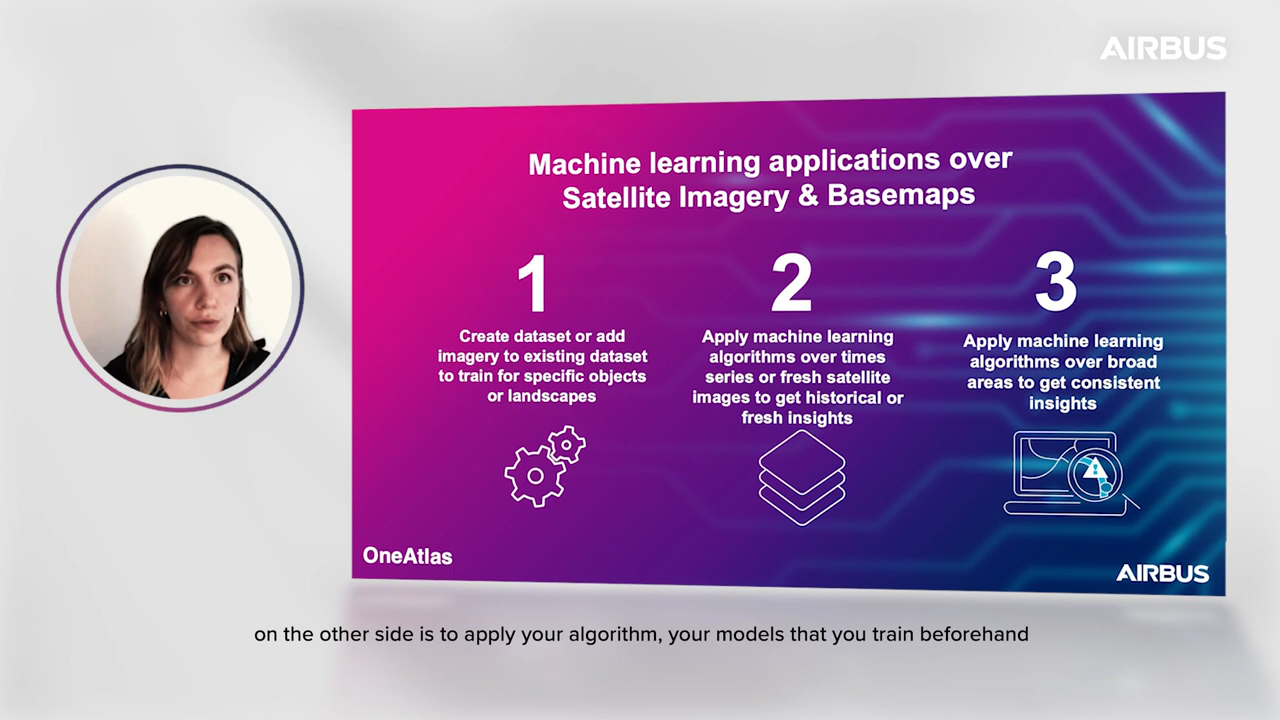 AIRBUS
Machine learning applications over
Satellite Imagery & Basemaps
1
Create dataset or add
imagery to existing dataset
to train for specific objects
or landscapes
2
Apply machine learning
algorithms over times
series or fresh satellite
images to get historical or
fresh insights
3
Apply machine learning
algorithms over broad
areas to get consistent
insights
OneAtlas
AIRBUS
on the other side is to apply your algorithm, your models that you train beforehand